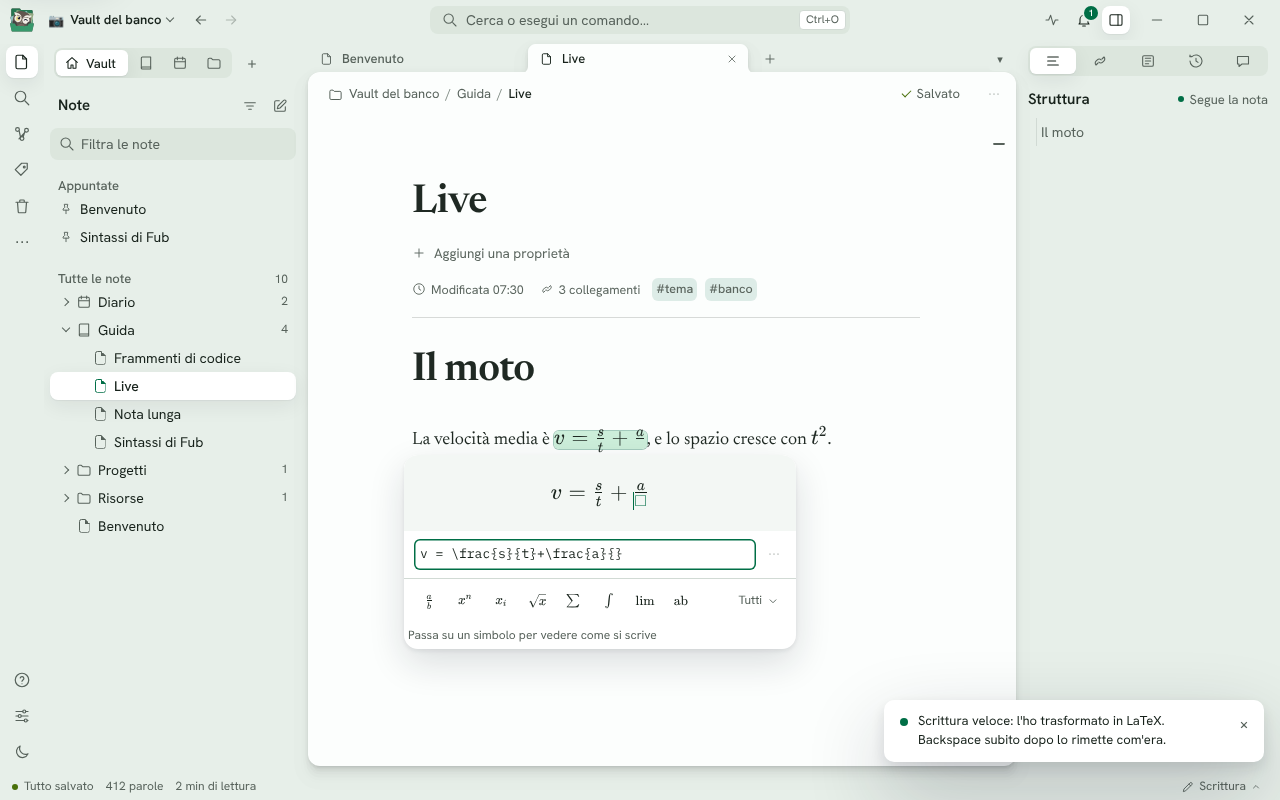 Vault del banco
Cerca o esegui un comando...
Ctrl+O
1
Vault
Benvenuto
Live
Note
Filtra le note
Appuntate
Benvenuto
Sintassi di Fub
Tutte le note 10
Diario 2
Guida 4
Frammenti di codice
Live
Nota lunga
Sintassi di Fub
Progetti 1
Risorse 1
Benvenuto
Vault del banco / Guida / Live
Salvato
Live
Aggiungi una proprietà
Modificata 07:30 3 collegamenti #tema #banco
Il moto
La velocità media è v = s/t + a, e lo spazio cresce con t².
v = s/t + a/□
v = \frac{s}{t}+\frac{a}{}
a/b xⁿ xᵢ √x ∑ ∫ lim ab Tutti
Passa su un simbolo per vedere come si scrive
Struttura Segue la nota
Il moto
Scrittura veloce: l'ho trasformato in LaTeX.
Backspace subito dopo lo rimette com'era.
Tutto salvato 412 parole 2 min di lettura
Scrittura